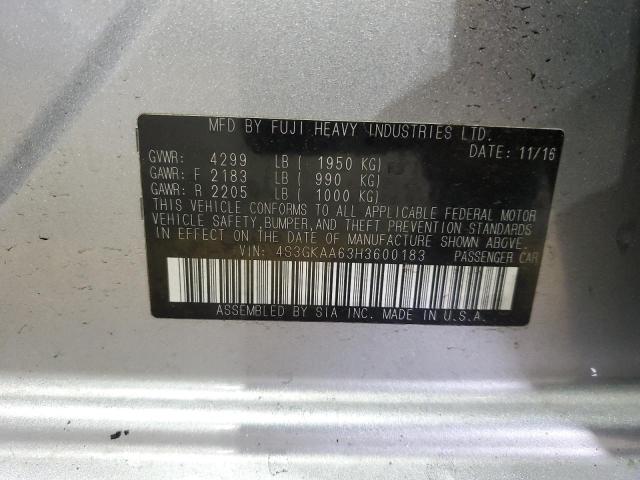 MFD BY FUJI HEAVY INDUSTRIES LTD.
DATE: 11/16
GVWR: 4299 LB ( 1950 KG)
GAWR: F 2183 LB ( 990 KG)
GAWR: R 2205 LB ( 1000 KG)
THIS VEHICLE CONFORMS TO ALL APPLICABLE FEDERAL MOTOR
VEHICLE SAFETY,BUMPER,AND THEFT PREVENTION STANDARDS
IN EFFECT ON THE DATE OF MANUFACTURE SHOWN ABOVE.
VIN: 4S3GKAA63H3600183 PASSENGER CAR
ASSEMBLED BY SIA INC. MADE IN U.S.A.